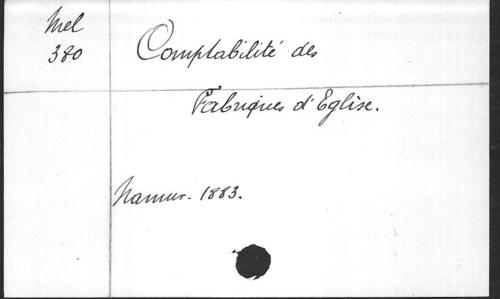 Mel
380
Comptabilité des
Fabriques d'Eglise.
Namur. 1883.